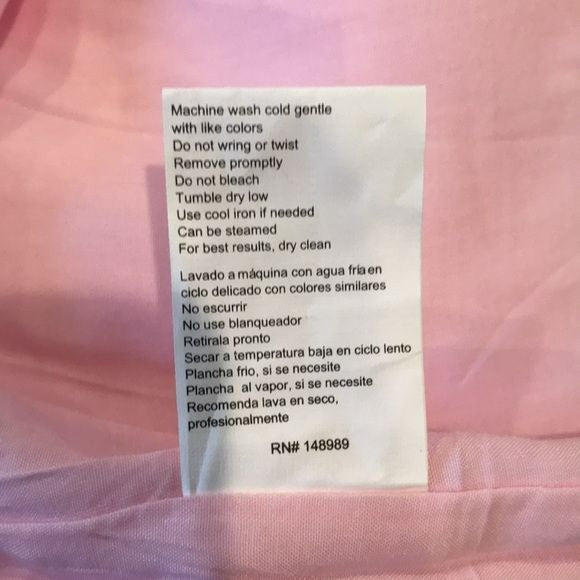 Machine wash cold gentle
with like colors
Do not wring or twist
Remove promptly
Do not bleach
Tumble dry low
Use cool iron if needed
Can be steamed
For best results, dry clean
Lavado a máquina con agua fría en
ciclo delicado con colores similares
No escurrir
No use blanqueador
Retirala pronto
Secar a temperatura baja en ciclo lento
Plancha frio, si se necesite
Plancha al vapor, si se necesite
Recomenda lava en seco,
profesionalmente
RN# 148989